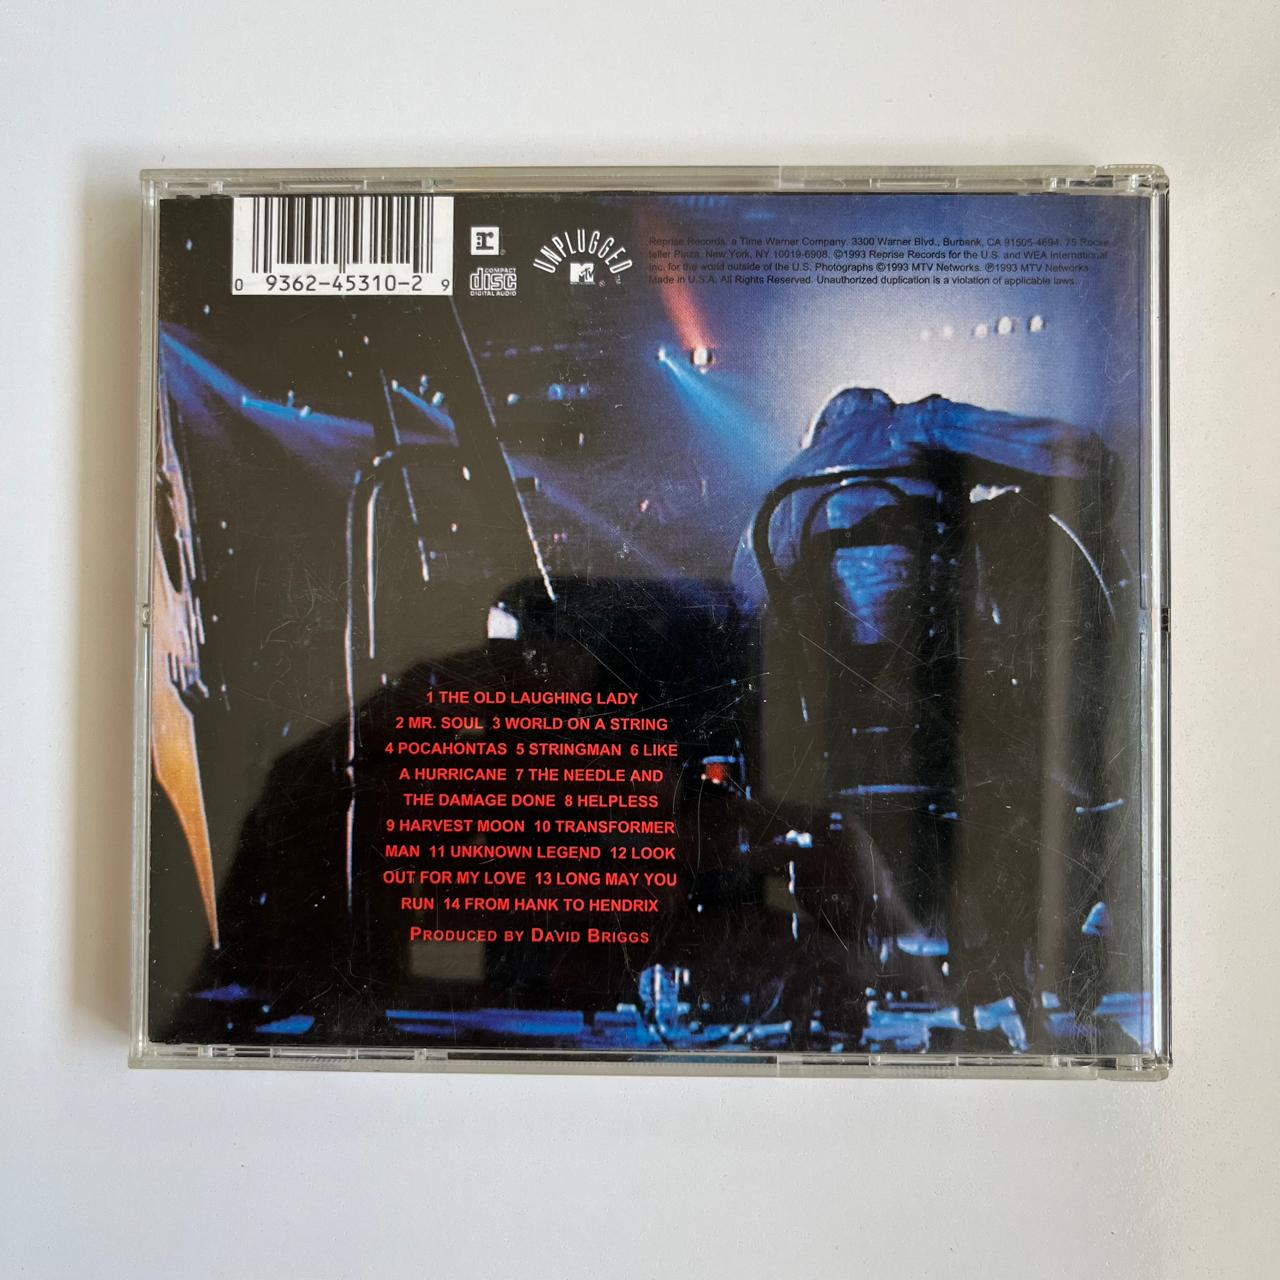 0 9362-45310-2 9
R ®
COMPACT
disc
DIGITAL AUDIO
UNPLUGGED™
MTV ®
Reprise Records, a Time Warner Company. 3300 Warner Blvd., Burbank, CA 91505-4694. 75 Rocke-
feller Plaza, New York, NY 10019-6908. ©1993 Reprise Records for the U.S. and WEA International
Inc. for the world outside of the U.S. Photographs ©1993 MTV Networks. ℗1993 MTV Networks
Made in U.S.A. All Rights Reserved. Unauthorized duplication is a violation of applicable laws.
1 THE OLD LAUGHING LADY
2 MR. SOUL 3 WORLD ON A STRING
4 POCAHONTAS 5 STRINGMAN 6 LIKE
A HURRICANE 7 THE NEEDLE AND
THE DAMAGE DONE 8 HELPLESS
9 HARVEST MOON 10 TRANSFORMER
MAN 11 UNKNOWN LEGEND 12 LOOK
OUT FOR MY LOVE 13 LONG MAY YOU
RUN 14 FROM HANK TO HENDRIX
PRODUCED BY DAVID BRIGGS